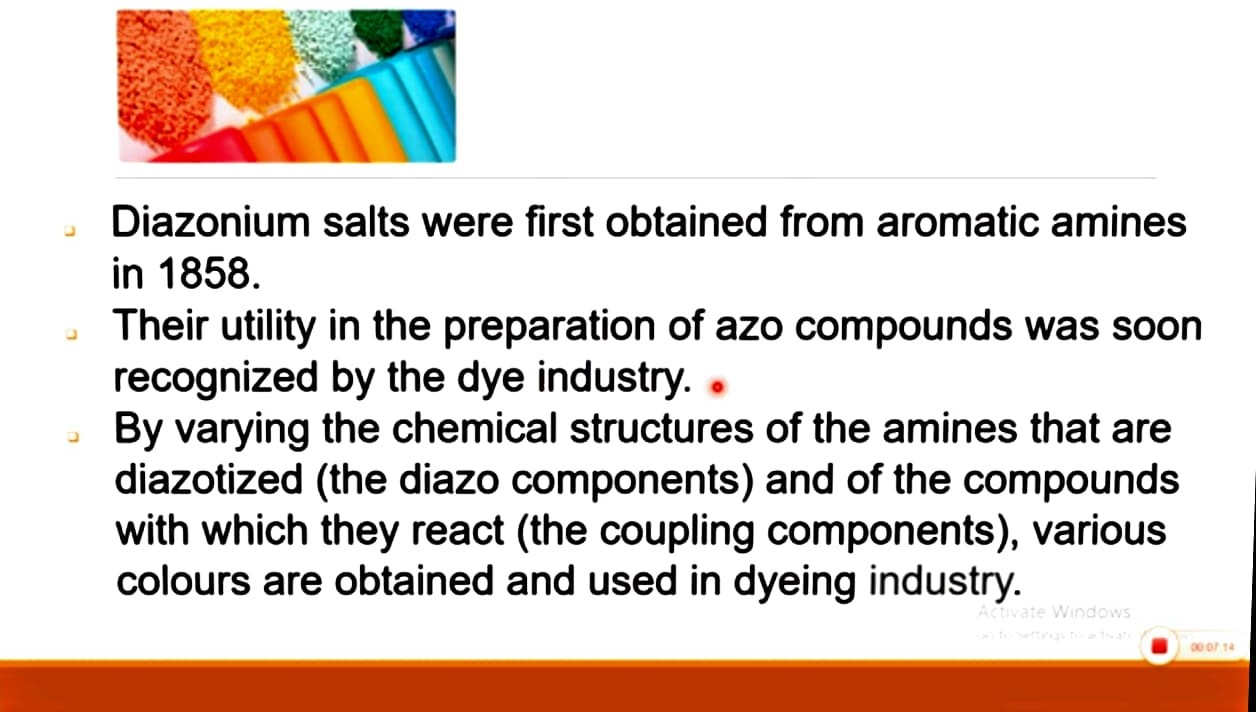 Diazonium salts were first obtained from aromatic amines
in 1858.
Their utility in the preparation of azo compounds was soon
recognized by the dye industry.
By varying the chemical structures of the amines that are
diazotized (the diazo components) and of the compounds
with which they react (the coupling components), various
colours are obtained and used in dyeing industry.
Activate Windows
00:07:14